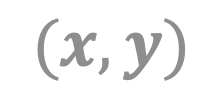 (x, y)